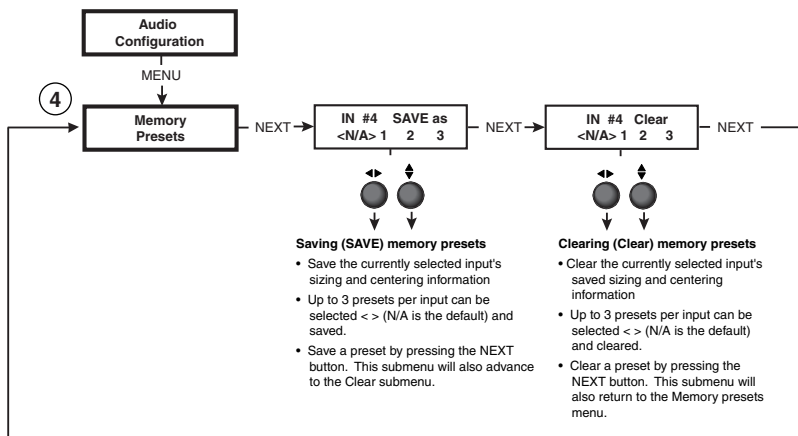 Audio
Configuration
MENU
4
Memory
Presets
NEXT
IN #4 SAVE as
<N/A> 1 2 3
NEXT
IN #4 Clear
<N/A> 1 2 3
NEXT
Saving (SAVE) memory presets
• Save the currently selected input's
sizing and centering
information
• Up to 3 presets per input can be
selected < > (N/A is the default) and
saved.
• Save a preset by pressing the NEXT
button. This submenu will also advance
to the Clear submenu.
Clearing (Clear) memory presets
• Clear the currently selected input's
saved sizing and centering
information
• Up to 3 presets per input can be
selected < > (N/A is the default)
and cleared.
• Clear a preset by pressing the
NEXT button. This submenu will
also return to the Memory presets
menu.